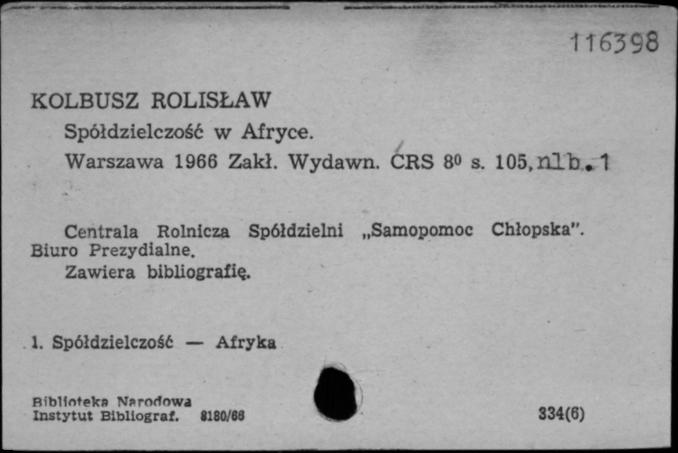 116398
KOLBUSZ ROLISŁAW
Spółdzielczość w Afryce.
Warszawa 1966 Zakł. Wydawn. CRS 8⁰ s. 105, nlb. 1
Centrala Rolnicza Spółdzielni „Samopomoc Chłopska”.
Biuro Prezydialne.
Zawiera bibliografię.
1. Spółdzielczość — Afryka
Biblioteka Narodowa
Instytut Bibliograf. 8180/66 334(6)